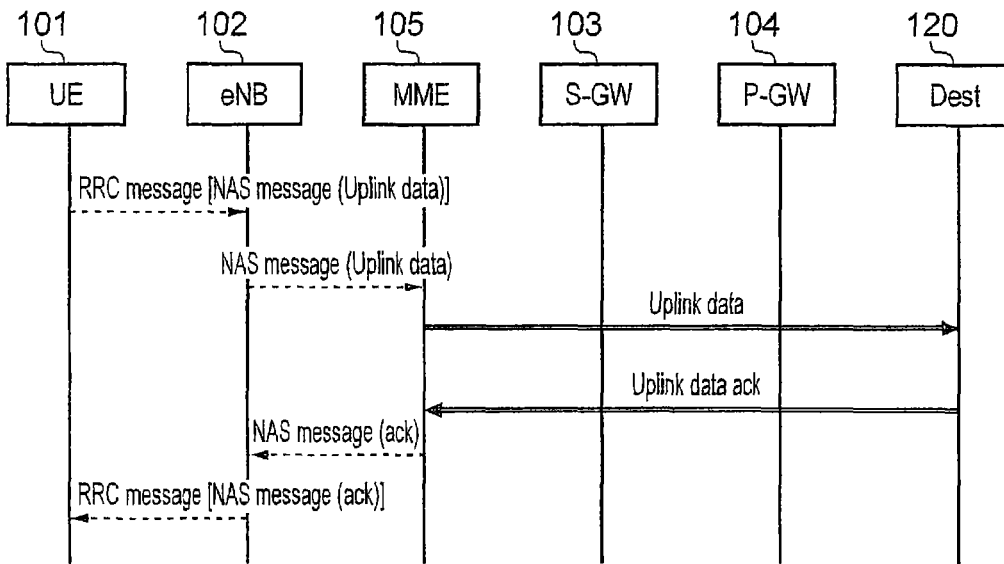 101 102 105 103 104 120
UE eNB MME S-GW P-GW Dest
RRC message [NAS message (Uplink data)]
NAS message (Uplink data)
Uplink data
Uplink data ack
NAS message (ack)
RRC message [NAS message (ack)]